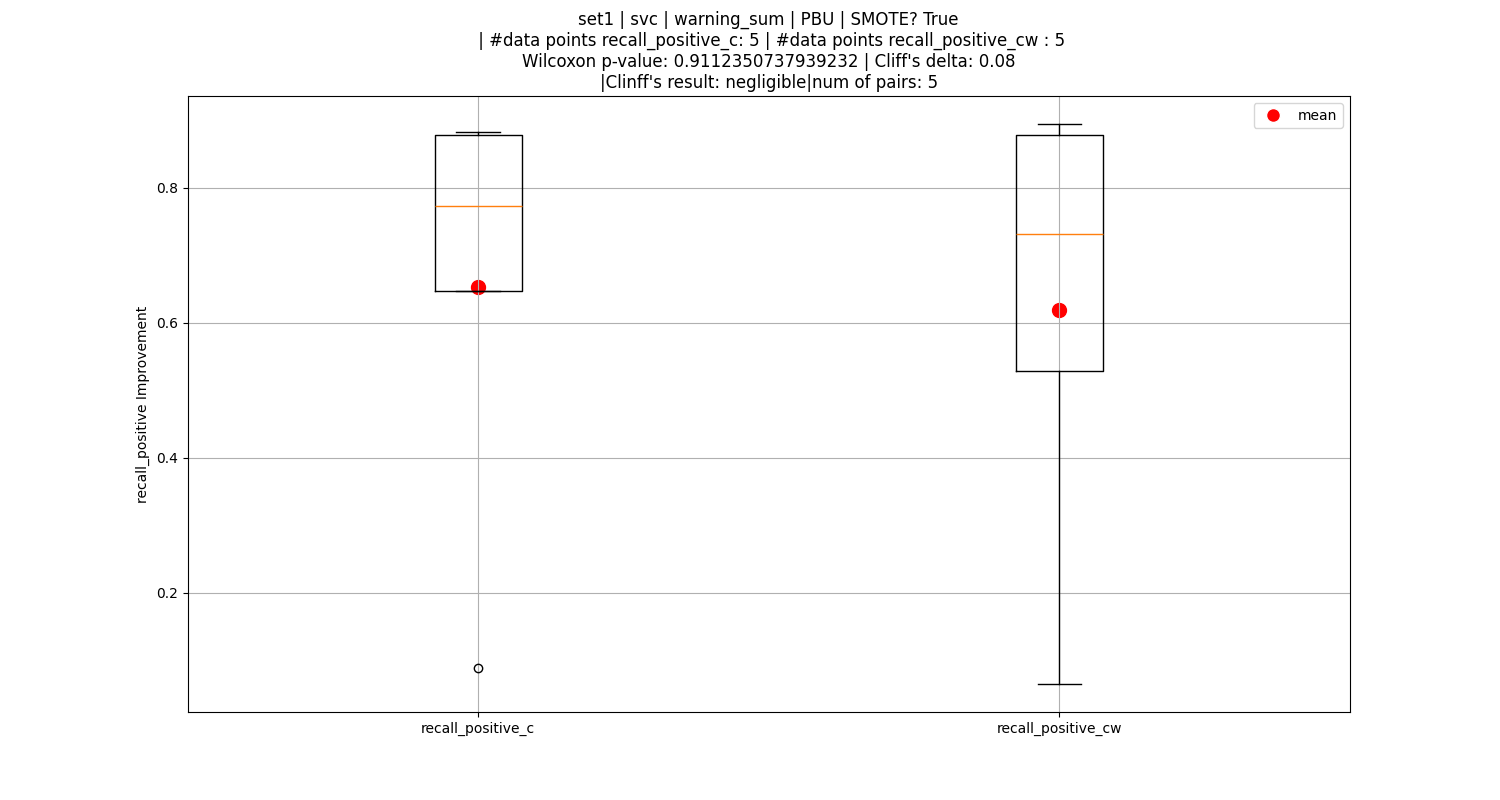 set1 | svc | warning_sum | PBU | SMOTE? True
| #data points recall_positive_c: 5 | #data points recall_positive_cw : 5
Wilcoxon p-value: 0.9112350737939232 | Cliff's delta: 0.08
|Clinff's result: negligible|num of pairs: 5
mean
0.8
0.6
0.4
0.2
recall_positive Improvement
recall_positive_c
recall_positive_cw